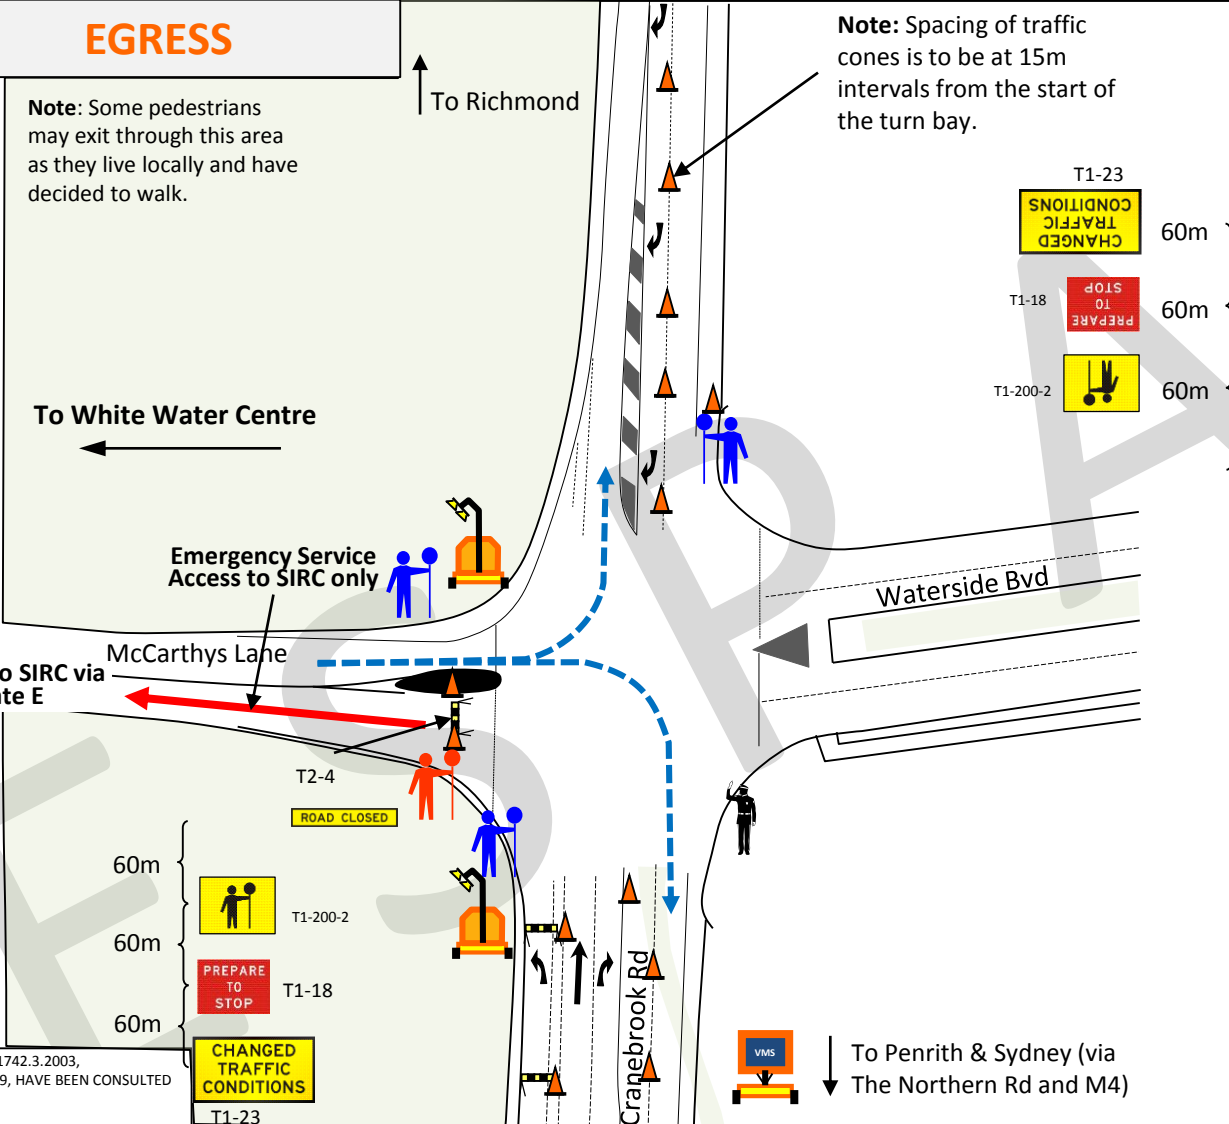 EGRESS
Note: Some pedestrians
may exit through this area
as they live locally and have
decided to walk.
To Richmond
Note: Spacing of traffic
cones is to be at 15m
intervals from the start of
the turn bay.
T1-23
CHANGED
TRAFFIC
CONDITIONS
60m
T1-18
PREPARE
TO
STOP
60m
T1-200-2
60m
To White Water Centre
Emergency Service
Access to SIRC only
McCarthys Lane
o SIRC via
te E
Waterside Bvd
T2-4
ROAD CLOSED
60m
T1-200-2
60m
PREPARE
TO
STOP
T1-18
60m
CHANGED
TRAFFIC
CONDITIONS
T1-23
1742.3.2003,
9, HAVE BEEN CONSULTED
Cranebrook Rd
VMS
To Penrith & Sydney (via
The Northern Rd and M4)
E S P A